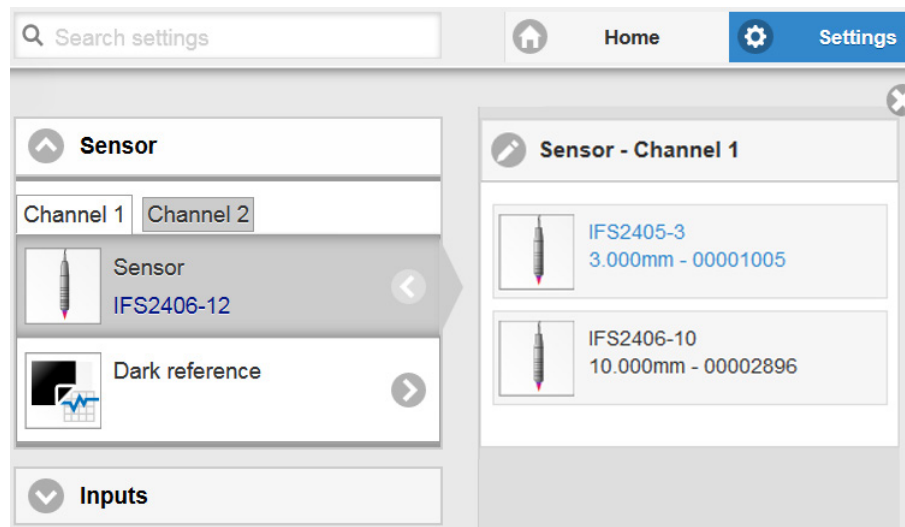 Search settings
Home
Settings
Sensor
Channel 1
Channel 2
Sensor
IFS2406-12
Dark reference
Inputs
Sensor - Channel 1
IFS2405-3
3.000mm - 00001005
IFS2406-10
10.000mm - 00002896